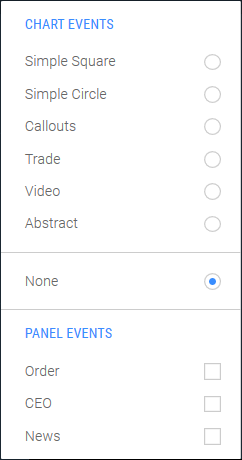 CHART EVENTS
Simple Square
Simple Circle
Callouts
Trade
Video
Abstract
None
PANEL EVENTS
Order
CEO
News